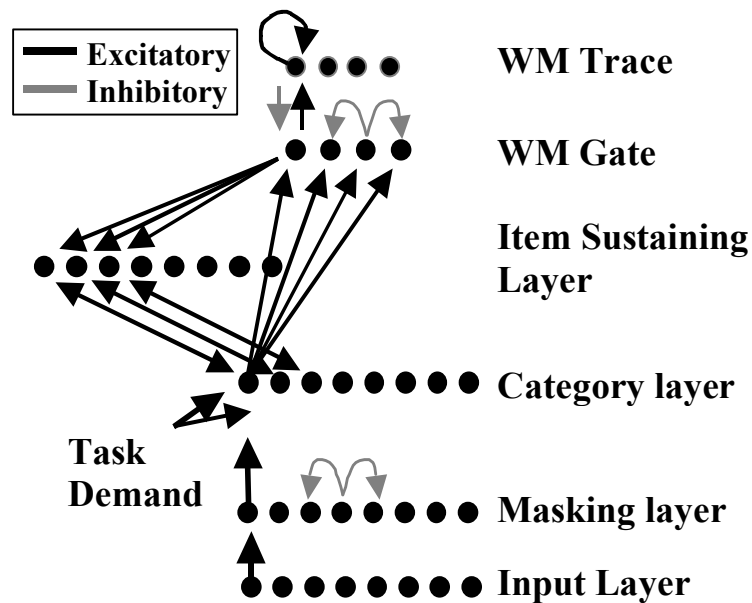 Excitatory
Inhibitory
WM Trace
WM Gate
Item Sustaining
Layer
Category layer
Task
Demand
Masking layer
Input Layer